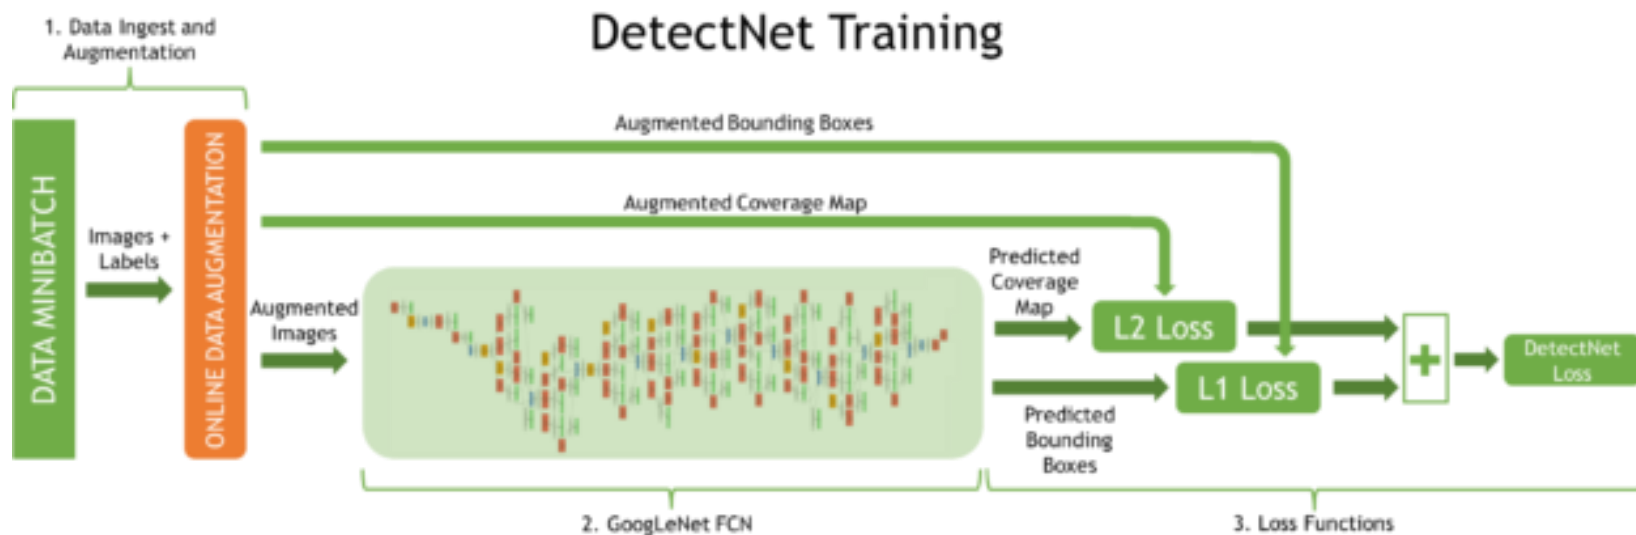 DetectNet Training
1. Data Ingest and
Augmentation
DATA MINIBATCH
Images +
Labels
ONLINE DATA AUGMENTATION
Augmented Bounding Boxes
Augmented Coverage Map
Augmented
Images
Predicted
Coverage
Map
L2 Loss
L1 Loss
Predicted
Bounding
Boxes
+
DetectNet
Loss
2. GoogLeNet FCN
3. Loss Functions